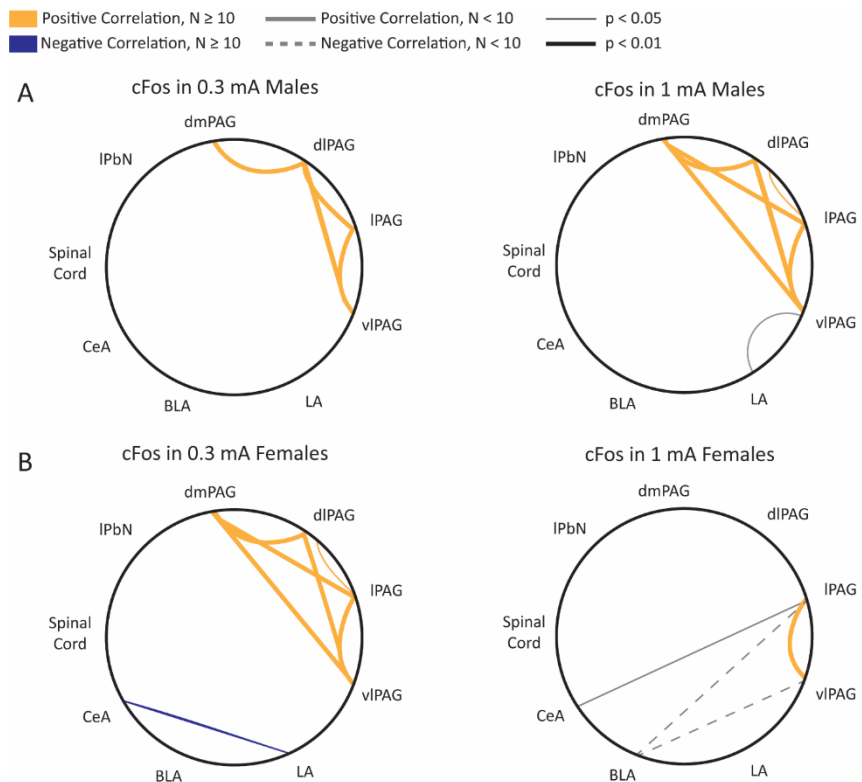 Positive Correlation, N ≥ 10
Positive Correlation, N < 10
p < 0.05
Negative Correlation, N ≥ 10
Negative Correlation, N < 10
p < 0.01
A
cFos in 0.3 mA Males
dmPAG
dlPAG
lPbN
lPAG
Spinal
Cord
vlPAG
CeA
BLA
LA
cFos in 1 mA Males
dmPAG
dlPAG
lPbN
lPAG
Spinal
Cord
vlPAG
CeA
BLA
LA
B
cFos in 0.3 mA Females
dmPAG
dlPAG
lPbN
lPAG
Spinal
Cord
vlPAG
CeA
BLA
LA
cFos in 1 mA Females
dmPAG
dlPAG
lPbN
lPAG
Spinal
Cord
vlPAG
CeA
BLA
LA